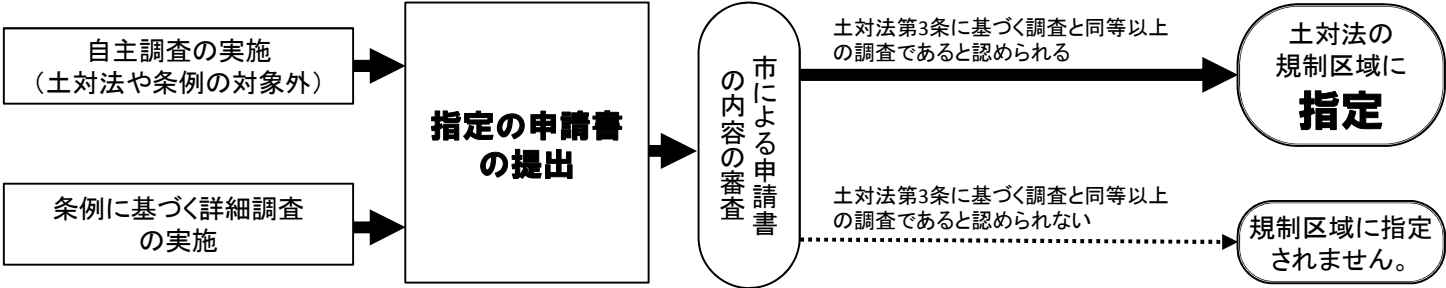 自主調査の実施
（土対法や条例の対象外）
条例に基づく詳細調査
の実施
指定の申請書
の提出
市による申請書
の内容の審査
土対法第3条に基づく調査と同等以上
の調査であると認められる
土対法の
規制区域に
指定
土対法第3条に基づく調査と同等以上
の調査であると認められない
規制区域に指定
されません。